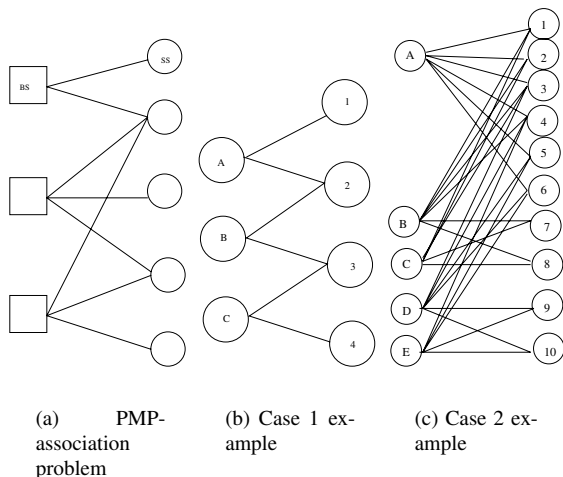 BS
SS
A
B
C
1
2
3
4
A
B
C
D
E
1
2
3
4
5
6
7
8
9
10
(a) PMP-
association
problem
(b) Case 1 ex-
ample
(c) Case 2 ex-
ample